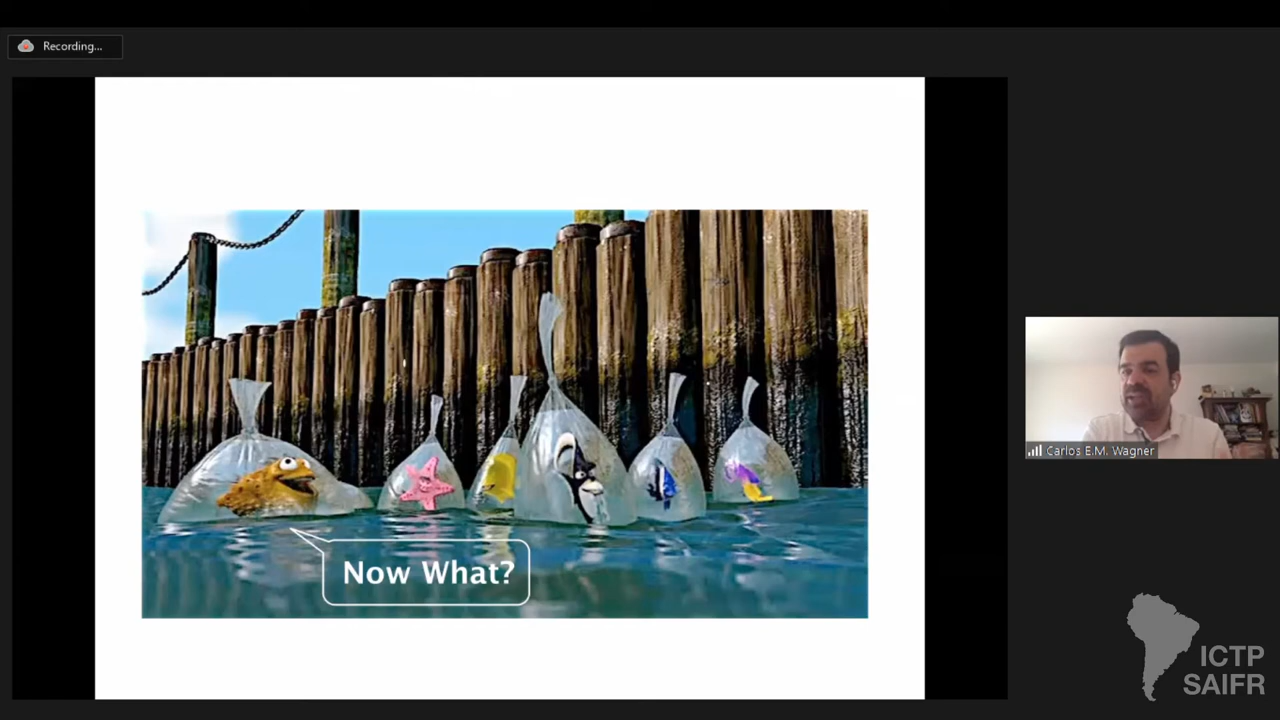 Recording...
Now What?
Carlos E.M. Wagner
ICTP
SAIFR